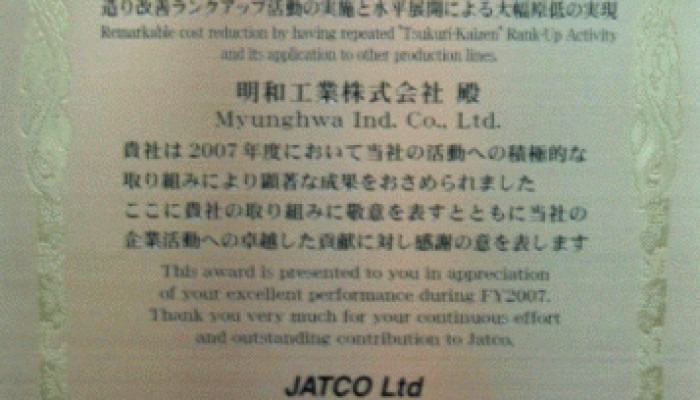 造り改善ランクアップ活動の実施と水平展開による大幅原低の実現
Remarkable cost reduction by having repeated "Tsukuri-Kaizen" Rank-Up Activity
and its application to other production lines.
明和工業株式会社 殿
Myunghwa Ind. Co., Ltd.
貴社は2007年度において当社の活動への積極的な
取り組みにより顕著な成果をおさめられました
ここに貴社の取り組みに敬意を表すとともに当社の
企業活動への卓越した貢献に対し感謝の意を表します
This award is presented to you in appreciation
of your excellent performance during FY2007.
Thank you very much for your continuous effort
and outstanding contribution to Jatco.
JATCO Ltd